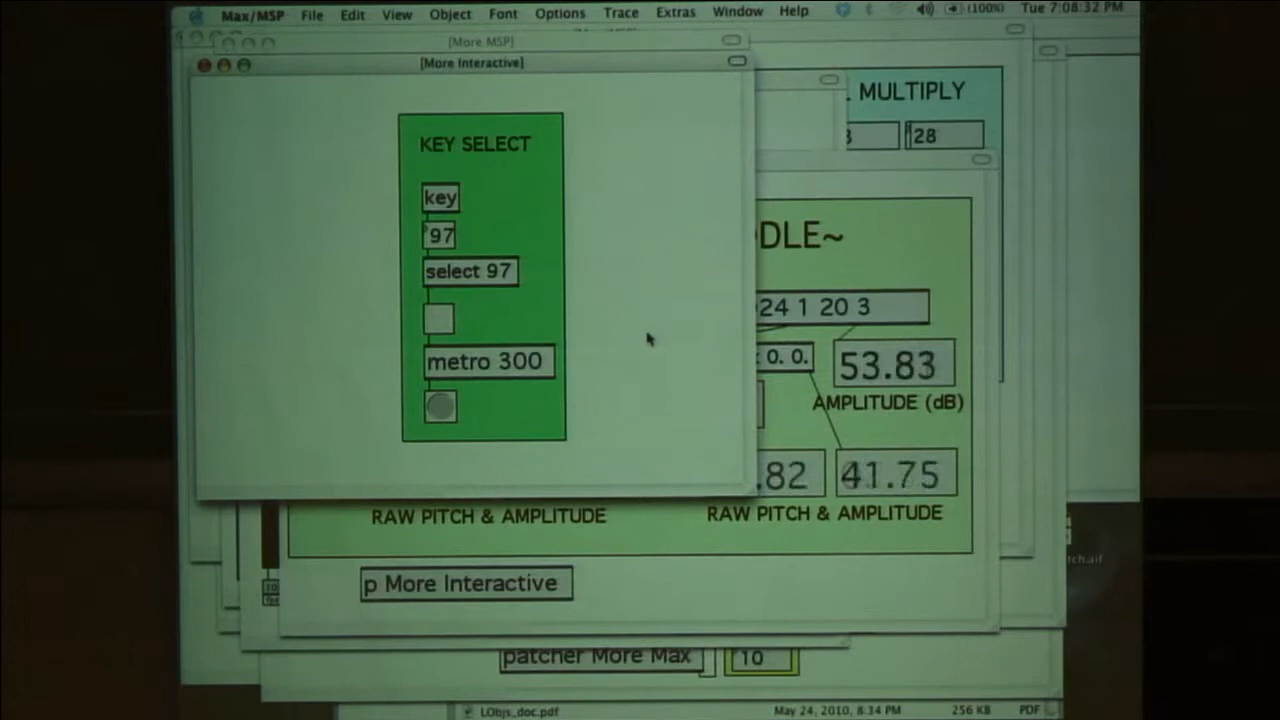 Max/MSP File Edit View Object Font Options Trace Extras Window Help (100%) Tue 7:08:32 PM
[More MSP]
[More Interactive]
MULTIPLY
28
KEY SELECT
key
97
select 97
metro 300
DLE~
24 1 20 3
0. 0.
53.83
AMPLITUDE (dB)
.82
41.75
RAW PITCH & AMPLITUDE
RAW PITCH & AMPLITUDE
p More Interactive
patcher More Max
10
LObjs_doc.pdf May 24, 2010, 8:34 PM 256 KB PDF